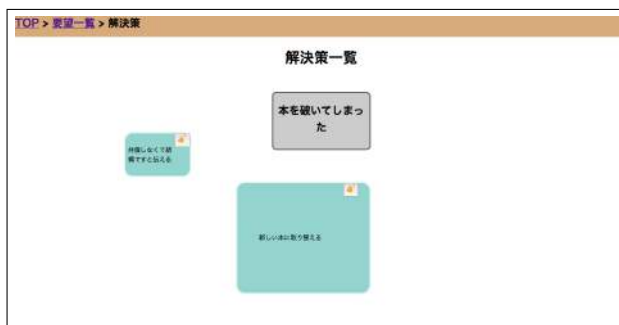 TOP > 要望一覧 > 解決策
解決策一覧
本を破いてしまっ
た
弁償しなくて結
構ですと伝える
新しい本に取り替える